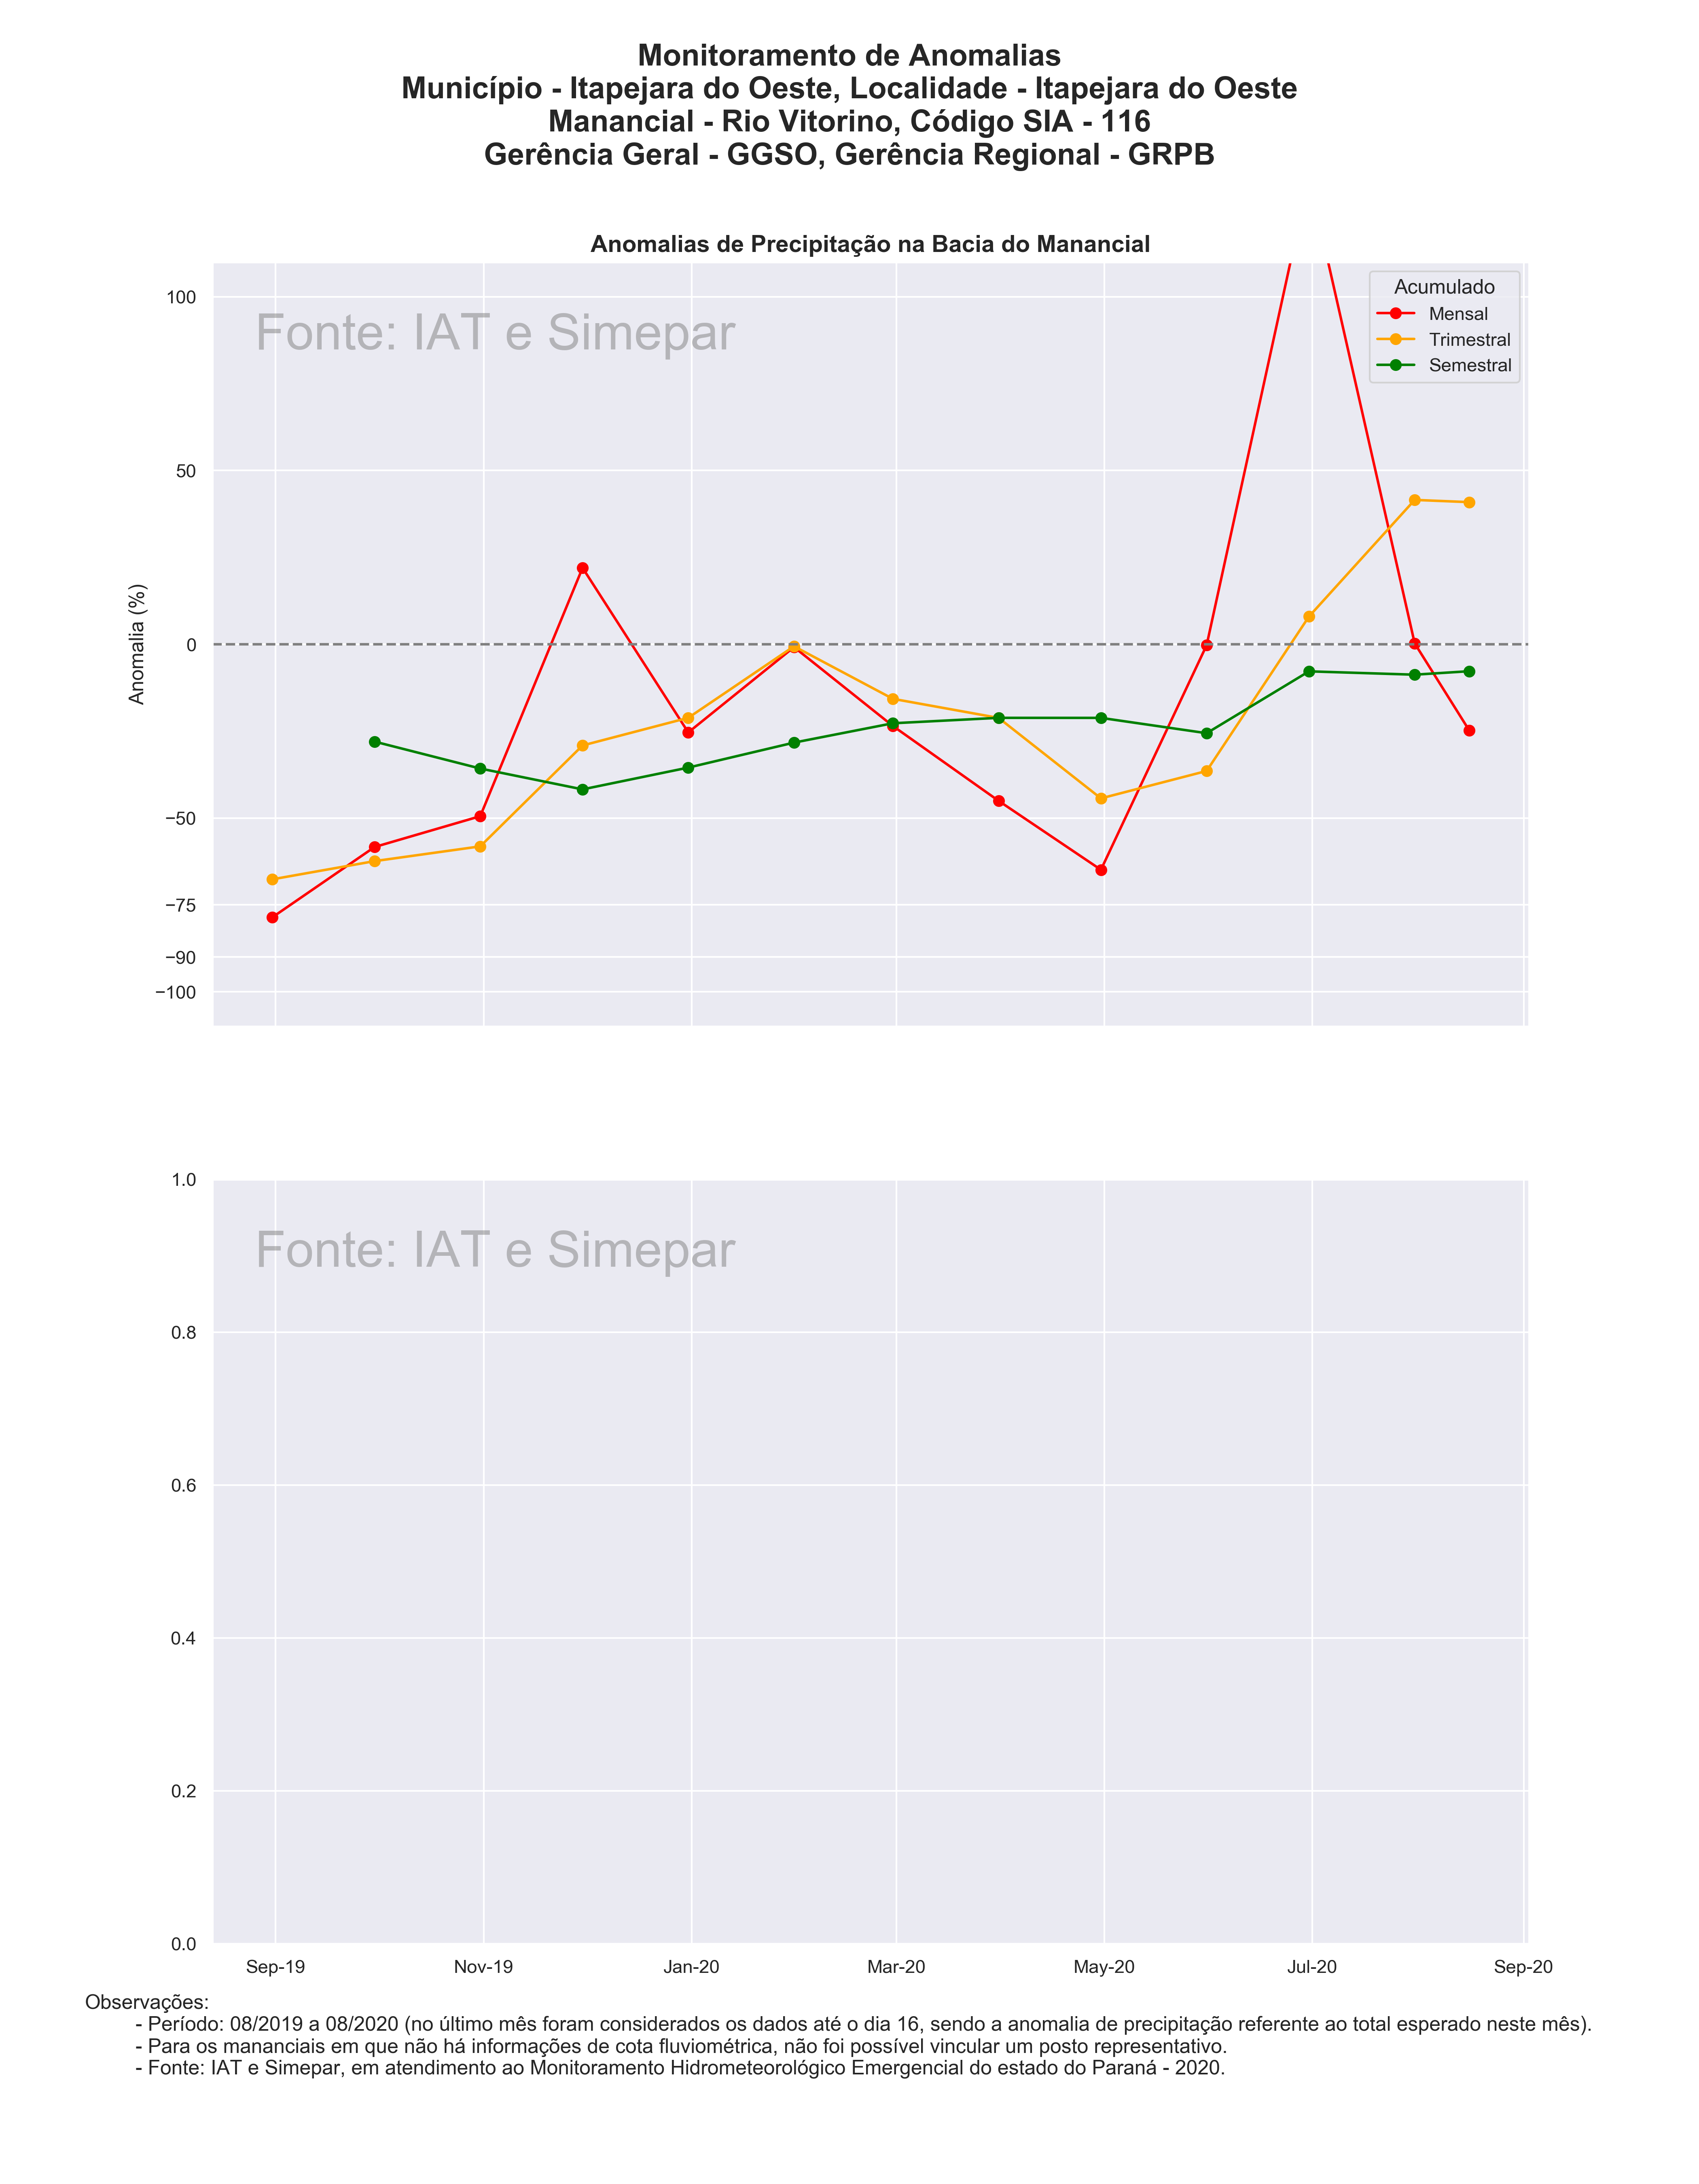 Monitoramento de Anomalias
Município - Itapejara do Oeste, Localidade - Itapejara do Oeste
Manancial - Rio Vitorino, Código SIA - 116
Gerência Geral - GGSO, Gerência Regional - GRPB
Anomalias de Precipitação na Bacia do Manancial
Fonte: IAT e Simepar
Acumulado
Mensal
Trimestral
Semestral
Anomalia (%)
100
50
0
−50
−75
−90
−100
Fonte: IAT e Simepar
1.0
0.8
0.6
0.4
0.2
0.0
Sep-19 Nov-19 Jan-20 Mar-20 May-20 Jul-20 Sep-20
Observações:
- Período: 08/2019 a 08/2020 (no último mês foram considerados os dados até o dia 16, sendo a anomalia de precipitação referente ao total esperado neste mês).
- Para os mananciais em que não há informações de cota fluviométrica, não foi possível vincular um posto representativo.
- Fonte: IAT e Simepar, em atendimento ao Monitoramento Hidrometeorológico Emergencial do estado do Paraná - 2020.